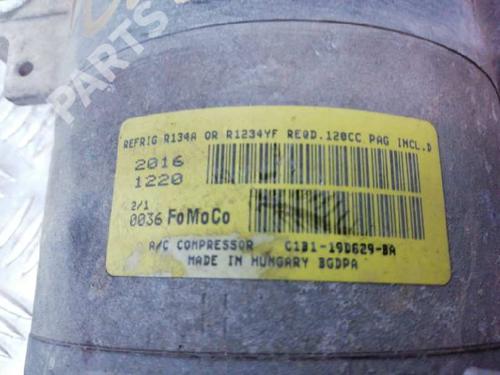 REFRIG R134A OR R1234YF REQD.120CC PAG INCL.D
2016
1220
2/1
0036 FoMoCo
A/C COMPRESSOR C1B1-19D629-BA
MADE IN HUNGARY BGDPA